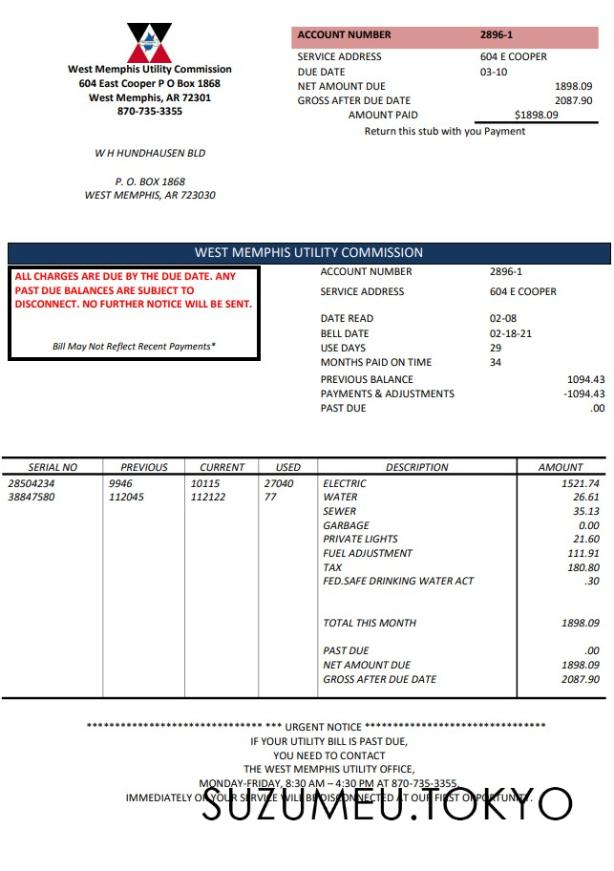 West Memphis Utility Commission
604 East Cooper P O Box 1868
West Memphis, AR 72301
870-735-3355
W H HUNDHAUSEN BLD
P. O. BOX 1868
WEST MEMPHIS, AR 723030
ACCOUNT NUMBER 2896-1
SERVICE ADDRESS 604 E COOPER
DUE DATE 03-10
NET AMOUNT DUE 1898.09
GROSS AFTER DUE DATE 2087.90
AMOUNT PAID $1898.09
Return this stub with you Payment
WEST MEMPHIS UTILITY COMMISSION
ALL CHARGES ARE DUE BY THE DUE DATE. ANY
PAST DUE BALANCES ARE SUBJECT TO
DISCONNECT. NO FURTHER NOTICE WILL BE SENT.
Bill May Not Reflect Recent Payments*
ACCOUNT NUMBER 2896-1
SERVICE ADDRESS 604 E COOPER
DATE READ 02-08
BELL DATE 02-18-21
USE DAYS 29
MONTHS PAID ON TIME 34
PREVIOUS BALANCE 1094.43
PAYMENTS & ADJUSTMENTS -1094.43
PAST DUE .00
SERIAL NO PREVIOUS CURRENT USED DESCRIPTION AMOUNT
28504234 9946 10115 27040 ELECTRIC 1521.74
38847580 112045 112122 77 WATER 26.61
SEWER 35.13
GARBAGE 0.00
PRIVATE LIGHTS 21.60
FUEL ADJUSTMENT 111.91
TAX 180.80
FED.SAFE DRINKING WATER ACT .30
TOTAL THIS MONTH 1898.09
PAST DUE .00
NET AMOUNT DUE 1898.09
GROSS AFTER DUE DATE 2087.90
****************************** *** URGENT NOTICE *******************************
IF YOUR UTILITY BILL IS PAST DUE,
YOU NEED TO CONTACT
THE WEST MEMPHIS UTILITY OFFICE,
MONDAY-FRIDAY, 8:30 AM – 4:30 PM AT 870-735-3355,
IMMEDIATELY OR YOUR SERVICE WILL BE DISCONNECTED AT OUR FIRST OPPORTUNITY.
SUZUMEU.TOKYO